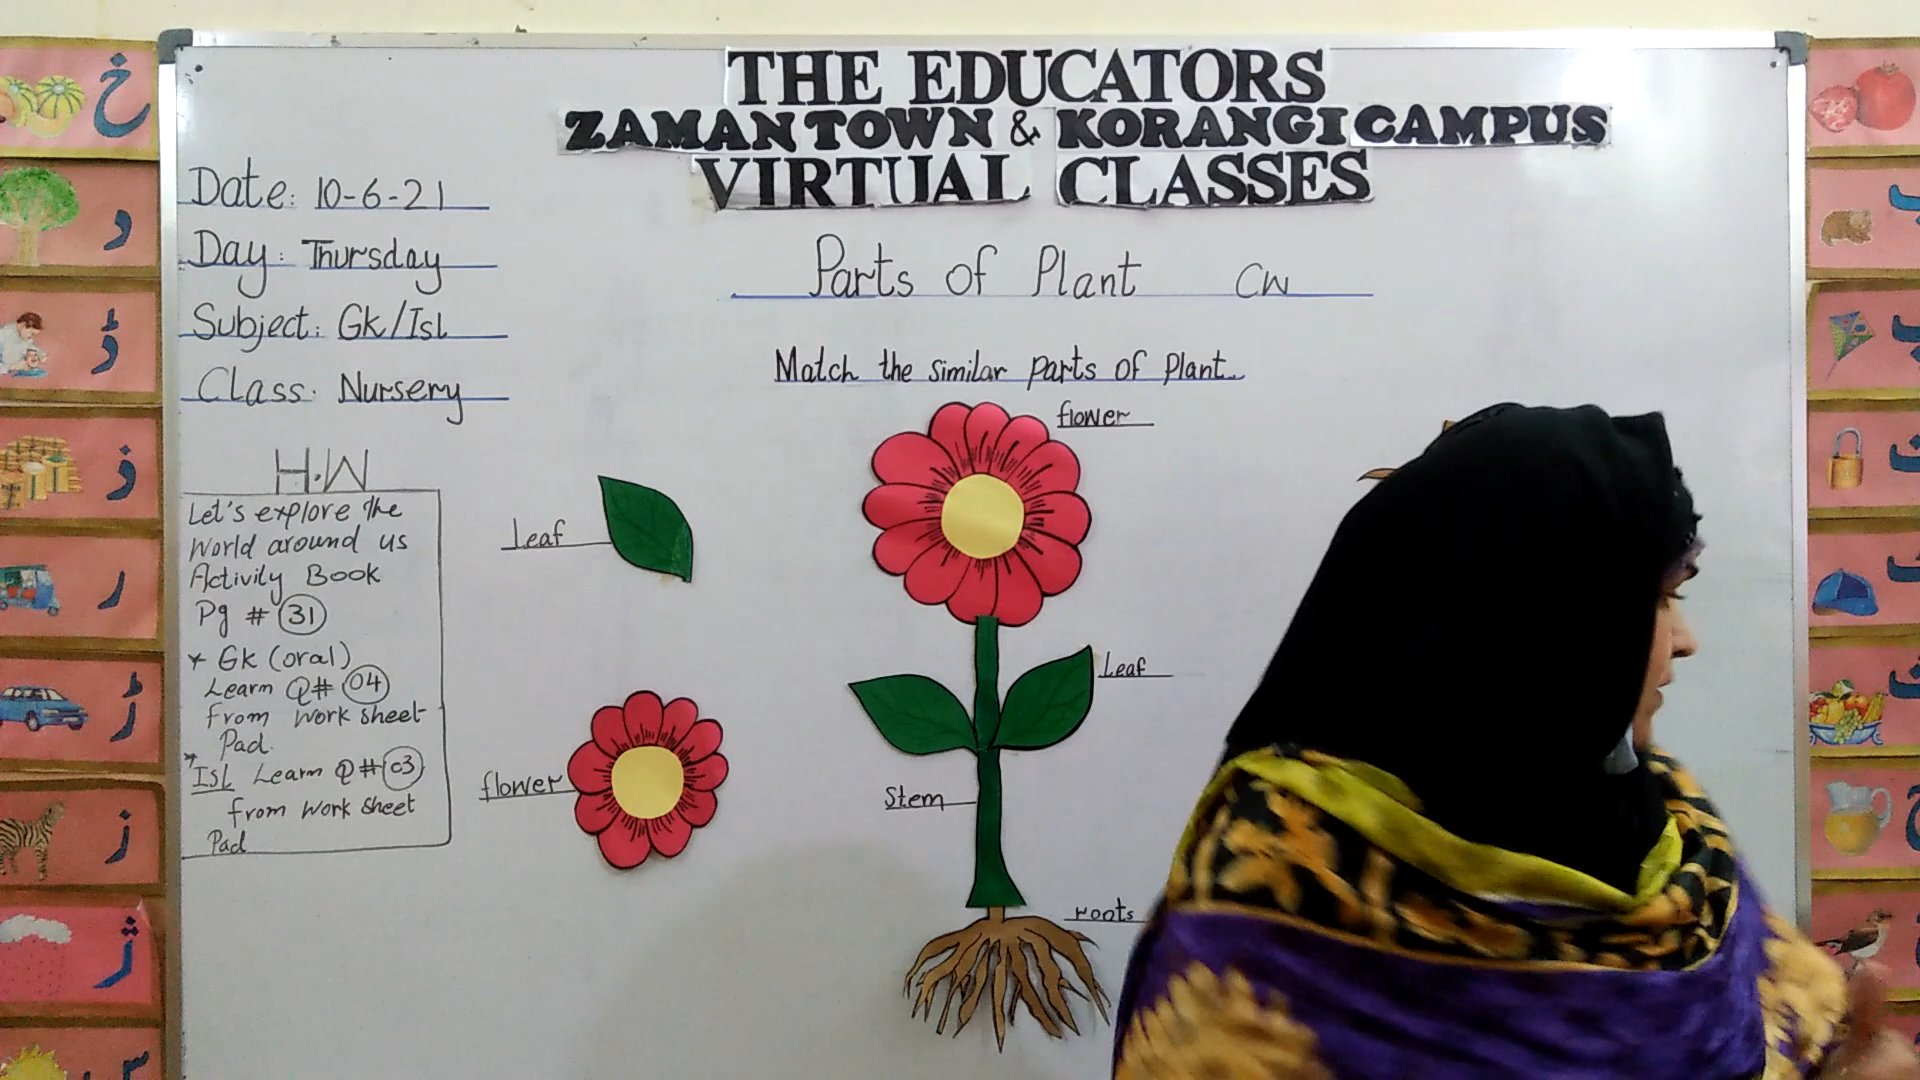 THE EDUCATORS
ZAMAN TOWN & KORANGI CAMPUS
VIRTUAL CLASSES
Date: 10-6-21
Day: Thursday
Subject: Gk/Isl
Class: Nursery
Parts of Plant CW
Match the similar parts of Plant.
H.W
Let's explore the
World around us
Activity Book
Pg # 31
Gk (oral)
Learn Q# 04
from Work sheet
Pad.
Isl Learn Q# 03
from Work sheet
Pad
Leaf
flower
flower
Leaf
Stem
roots
خ
د
ڈ
ذ
ر
ڑ
ز
ژ
س